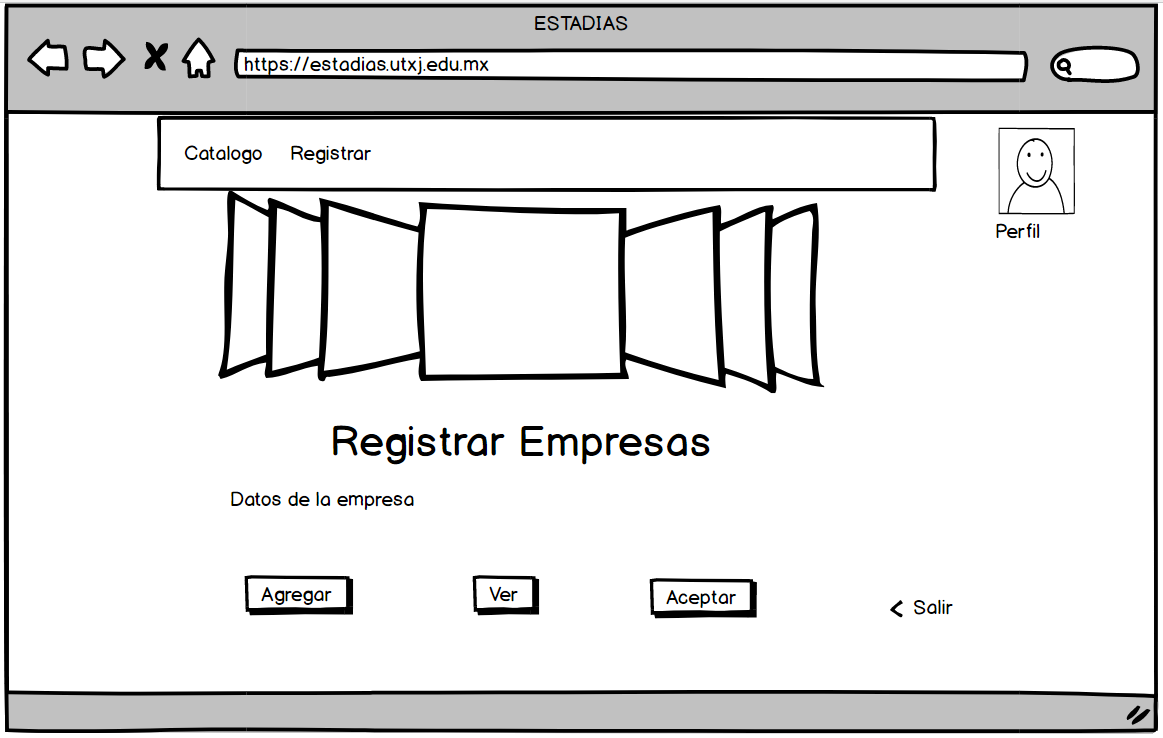 ESTADIAS
https://estadias.utxj.edu.mx
Catalogo Registrar
Perfil
Registrar Empresas
Datos de la empresa
Agregar Ver Aceptar
Salir